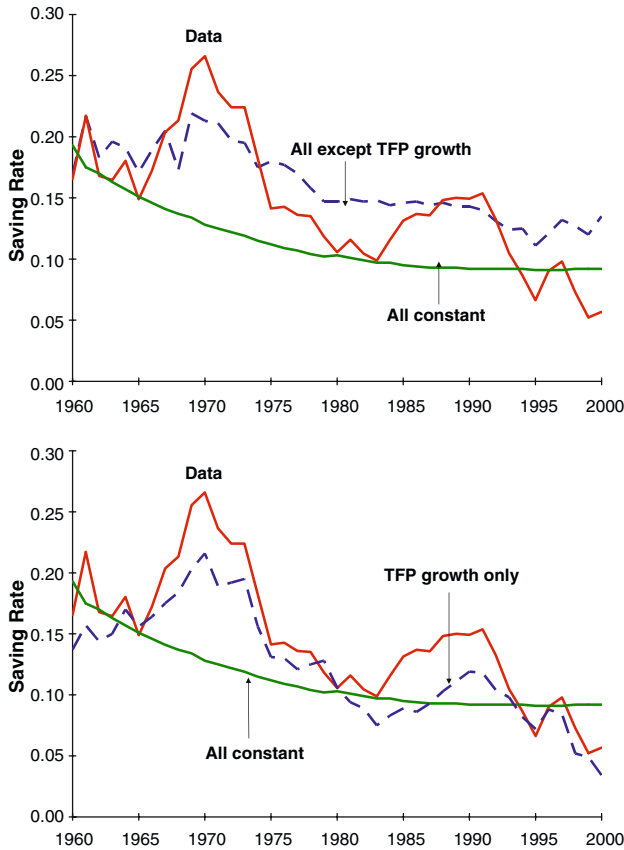 0.30
Data
0.25
0.20
All except TFP growth
0.15
Saving Rate
0.10
All constant
0.05
0.00
1960 1965 1970 1975 1980 1985 1990 1995 2000
0.30
Data
0.25
0.20
TFP growth only
0.15
Saving Rate
0.10
All constant
0.05
0.00
1960 1965 1970 1975 1980 1985 1990 1995 2000